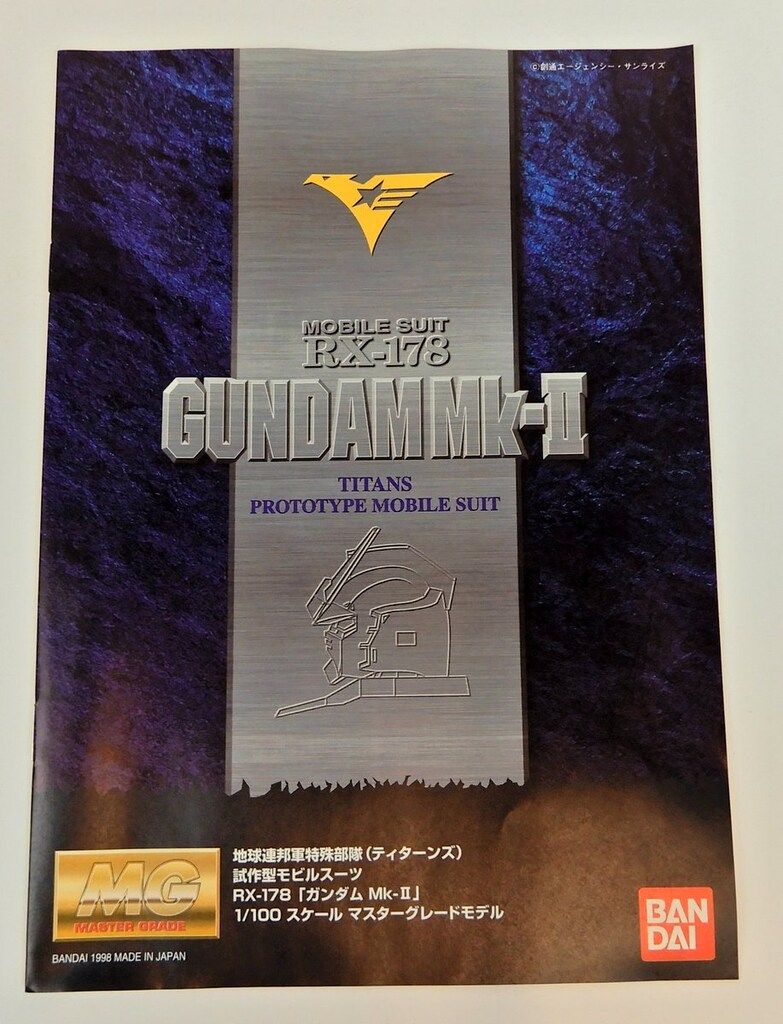 ©創通エージェンシー・サンライズ
MOBILE SUIT
RX-178
GUNDAM Mk-II
TITANS
PROTOTYPE MOBILE SUIT
MG
MASTER GRADE
地球連邦軍特殊部隊（ティターンズ）
試作型モビルスーツ
RX-178「ガンダム Mk-II」
1/100 スケール マスターグレードモデル
BANDAI 1998 MADE IN JAPAN
BAN
DAI